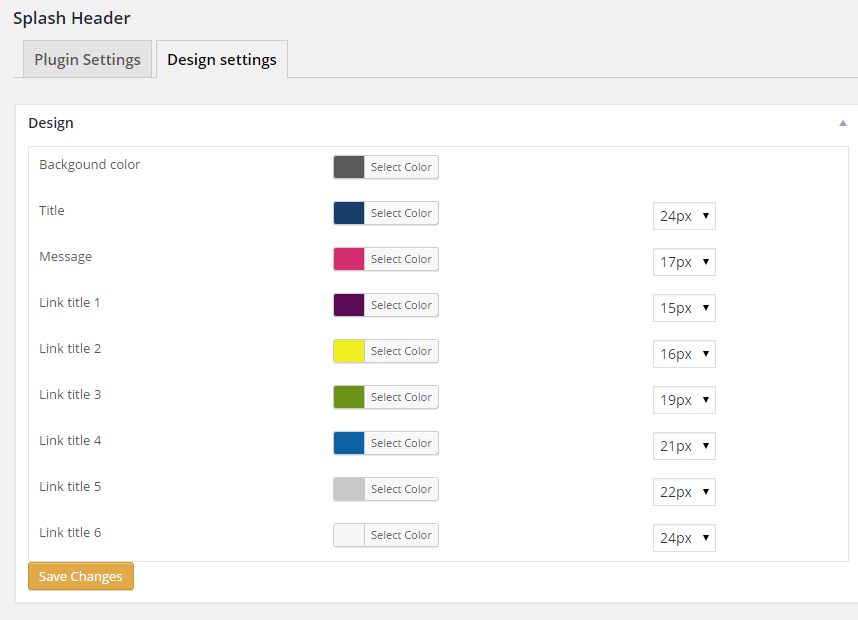 Splash Header
Plugin Settings Design settings
Design
Backgound color Select Color
Title Select Color 24px
Message Select Color 17px
Link title 1 Select Color 15px
Link title 2 Select Color 16px
Link title 3 Select Color 19px
Link title 4 Select Color 21px
Link title 5 Select Color 22px
Link title 6 Select Color 24px
Save Changes